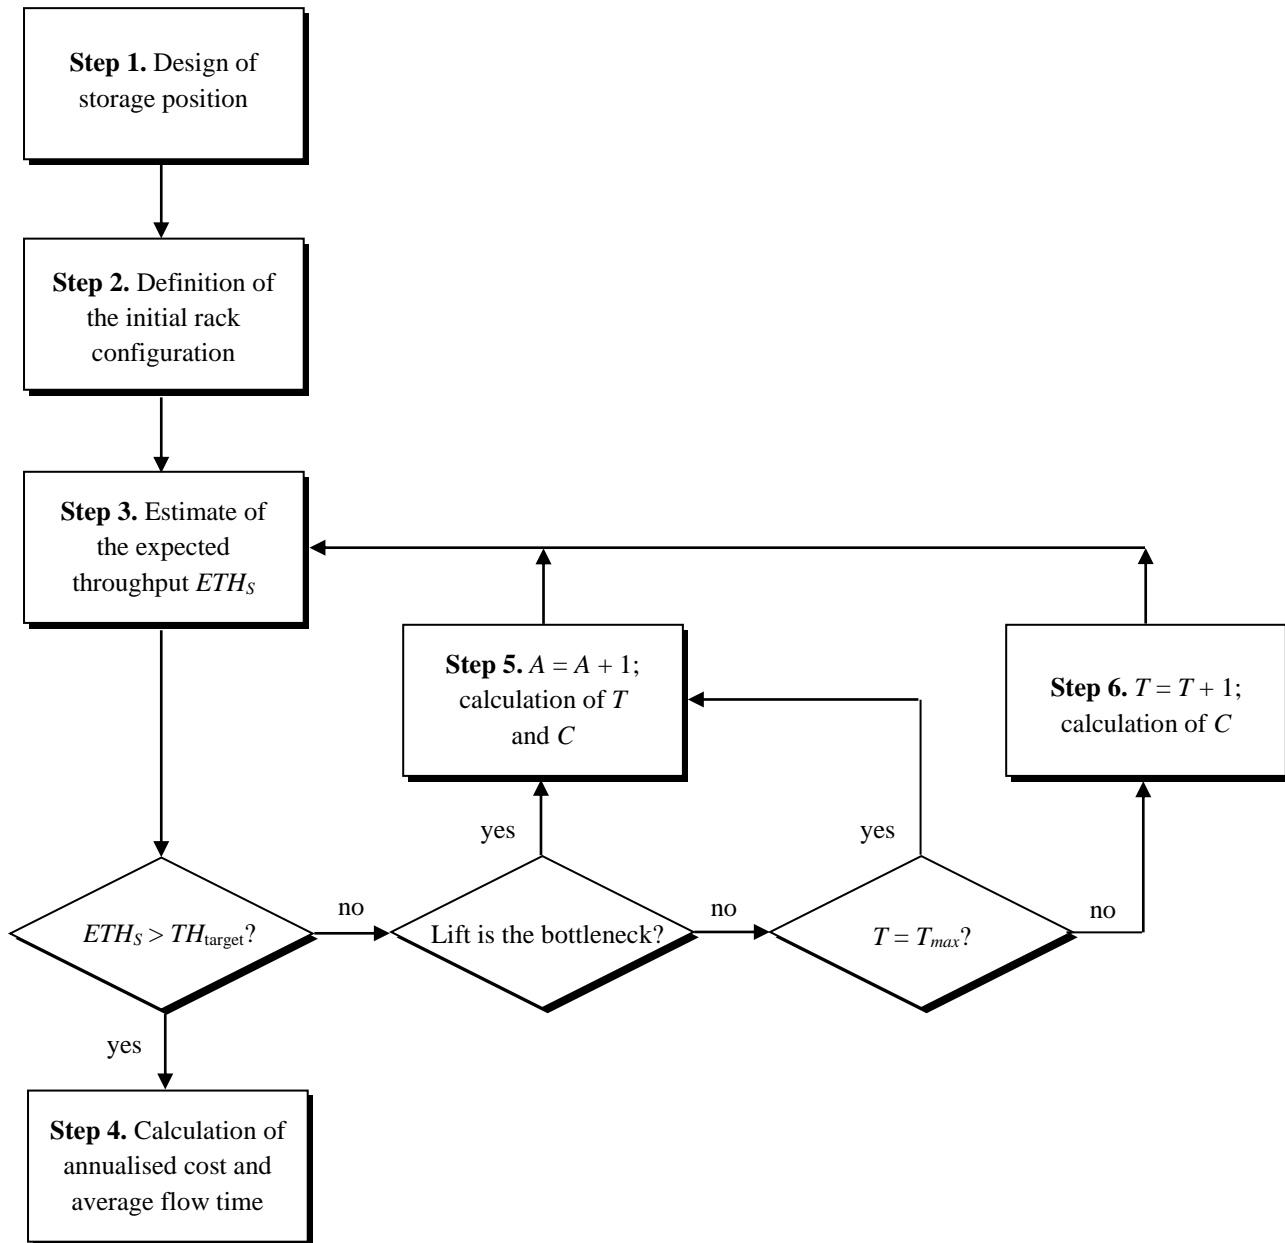 Step 1. Design of
storage position
Step 2. Definition of
the initial rack
configuration
Step 3. Estimate of
the expected
throughput ETHS
Step 5. A = A + 1;
calculation of T
and C
Step 6. T = T + 1;
calculation of C
yes
yes
ETHS > THtarget?
no
Lift is the bottleneck?
no
T = Tmax?
no
yes
Step 4. Calculation of
annualised cost and
average flow time